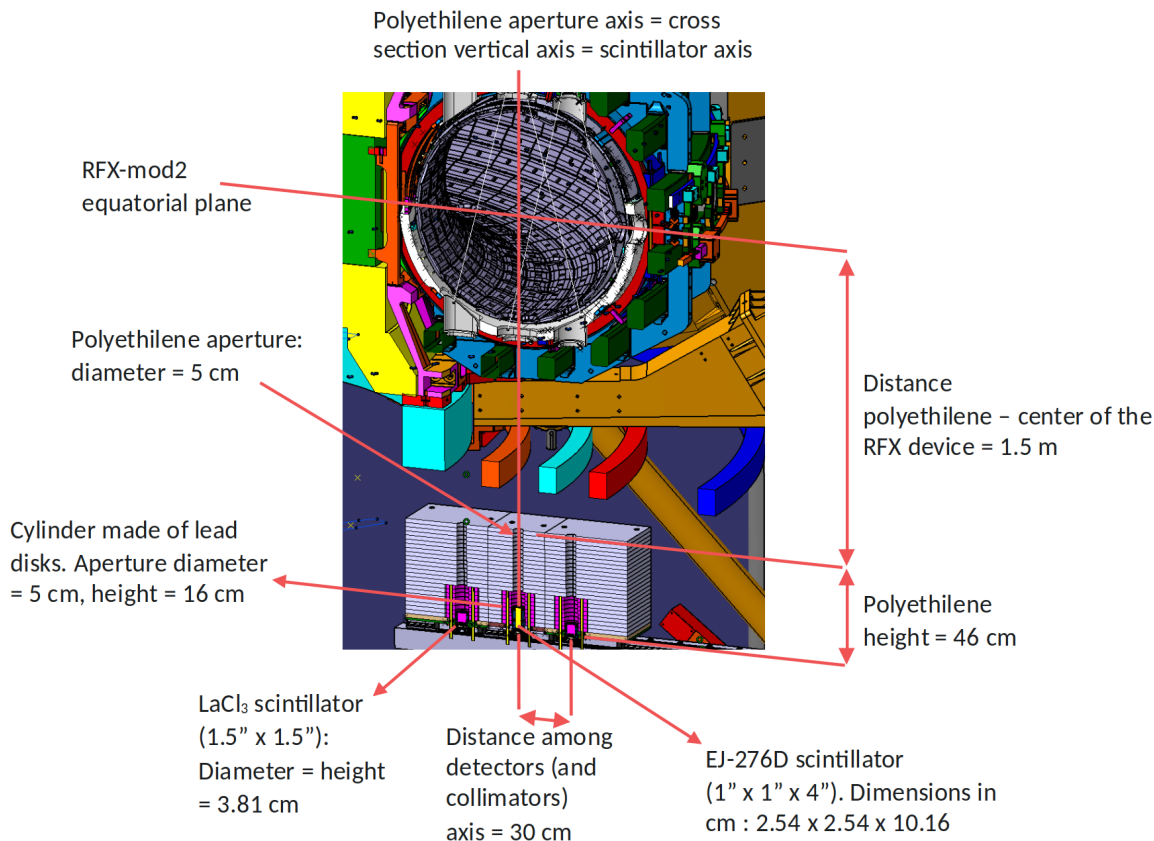 Polyethilene aperture axis = cross
section vertical axis = scintillator axis
RFX-mod2
equatorial plane
Polyethilene aperture:
diameter = 5 cm
Distance
polyethilene – center of the
RFX device = 1.5 m
Cylinder made of lead
disks. Aperture diameter
= 5 cm, height = 16 cm
Polyethilene
height = 46 cm
LaCl₃ scintillator
(1.5” x 1.5”):
Diameter = height
= 3.81 cm
Distance among
detectors (and
collimators)
axis = 30 cm
EJ-276D scintillator
(1” x 1” x 4”). Dimensions in
cm : 2.54 x 2.54 x 10.16